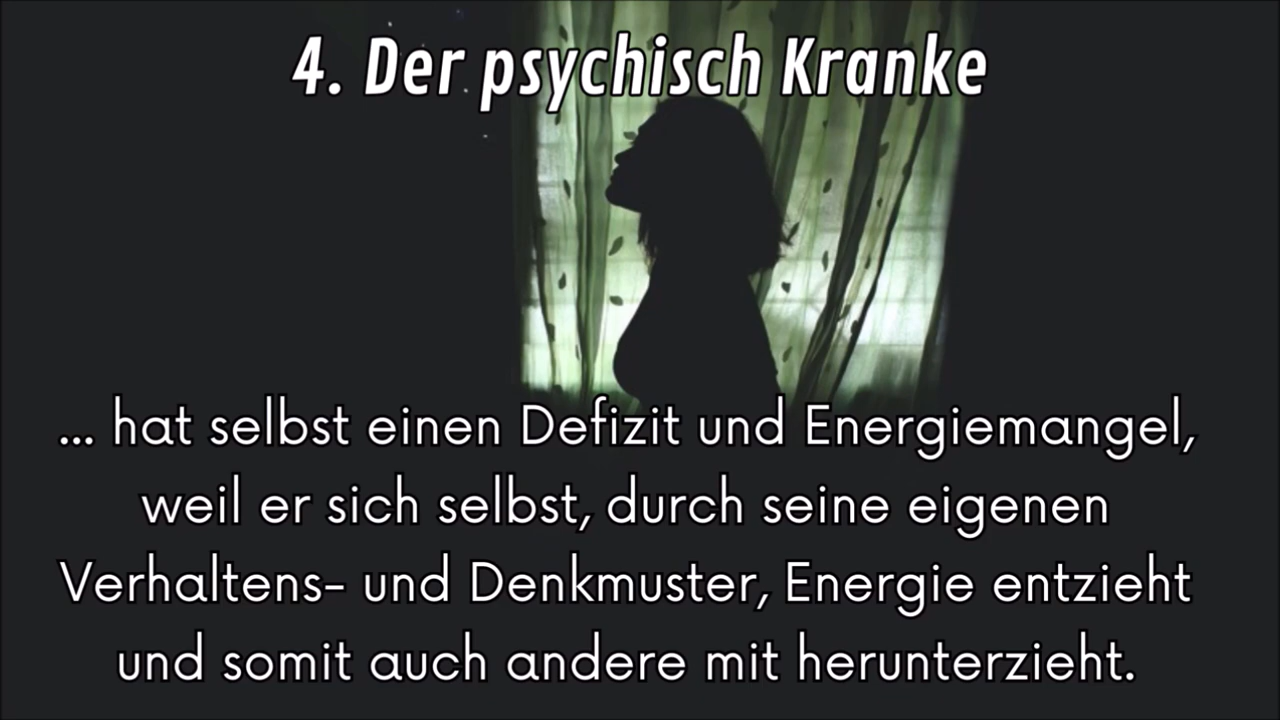 4. Der psychisch Kranke
... hat selbst einen Defizit und Energiemangel,
weil er sich selbst, durch seine eigenen
Verhaltens- und Denkmuster, Energie entzieht
und somit auch andere mit herunterzieht.